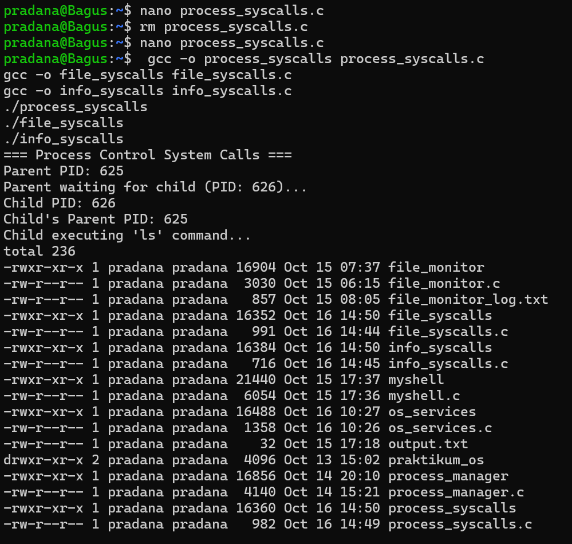 pradana@Bagus:~$ nano process_syscalls.c
pradana@Bagus:~$ rm process_syscalls.c
pradana@Bagus:~$ nano process_syscalls.c
pradana@Bagus:~$  gcc -o process_syscalls process_syscalls.c
gcc -o file_syscalls file_syscalls.c
gcc -o info_syscalls info_syscalls.c
./process_syscalls
./file_syscalls
./info_syscalls
=== Process Control System Calls ===
Parent PID: 625
Parent waiting for child (PID: 626)...
Child PID: 626
Child's Parent PID: 625
Child executing 'ls' command...
total 236
-rwxr-xr-x 1 pradana pradana 16904 Oct 15 07:37 file_monitor
-rw-r--r-- 1 pradana pradana  3030 Oct 15 06:15 file_monitor.c
-rw-r--r-- 1 pradana pradana   857 Oct 15 08:05 file_monitor_log.txt
-rwxr-xr-x 1 pradana pradana 16352 Oct 16 14:50 file_syscalls
-rw-r--r-- 1 pradana pradana   991 Oct 16 14:44 file_syscalls.c
-rwxr-xr-x 1 pradana pradana 16384 Oct 16 14:50 info_syscalls
-rw-r--r-- 1 pradana pradana   716 Oct 16 14:45 info_syscalls.c
-rwxr-xr-x 1 pradana pradana 21440 Oct 15 17:37 myshell
-rw-r--r-- 1 pradana pradana  6054 Oct 15 17:36 myshell.c
-rwxr-xr-x 1 pradana pradana 16488 Oct 16 10:27 os_services
-rw-r--r-- 1 pradana pradana  1358 Oct 16 10:26 os_services.c
-rw-r--r-- 1 pradana pradana    32 Oct 15 17:18 output.txt
drwxr-xr-x 2 pradana pradana  4096 Oct 13 15:02 praktikum_os
-rwxr-xr-x 1 pradana pradana 16856 Oct 14 20:10 process_manager
-rw-r--r-- 1 pradana pradana  4140 Oct 14 15:21 process_manager.c
-rwxr-xr-x 1 pradana pradana 16360 Oct 16 14:50 process_syscalls
-rw-r--r-- 1 pradana pradana   982 Oct 16 14:49 process_syscalls.c